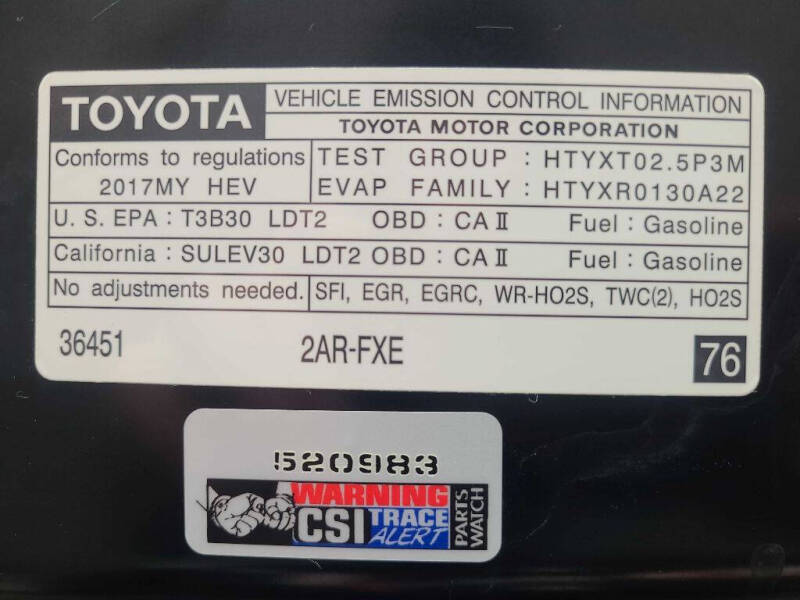 TOYOTA VEHICLE EMISSION CONTROL INFORMATION
TOYOTA MOTOR CORPORATION
Conforms to regulations TEST GROUP : HTYXT02.5P3M
2017MY HEV EVAP FAMILY : HTYXR0130A22
U. S. EPA : T3B30 LDT2 OBD : CA II Fuel : Gasoline
California : SULEV30 LDT2 OBD : CA II Fuel : Gasoline
No adjustments needed. SFI, EGR, EGRC, WR-HO2S, TWC(2), HO2S
36451 2AR-FXE 76
520983
WARNING
CSI TRACE
ALERT
PARTS
WATCH